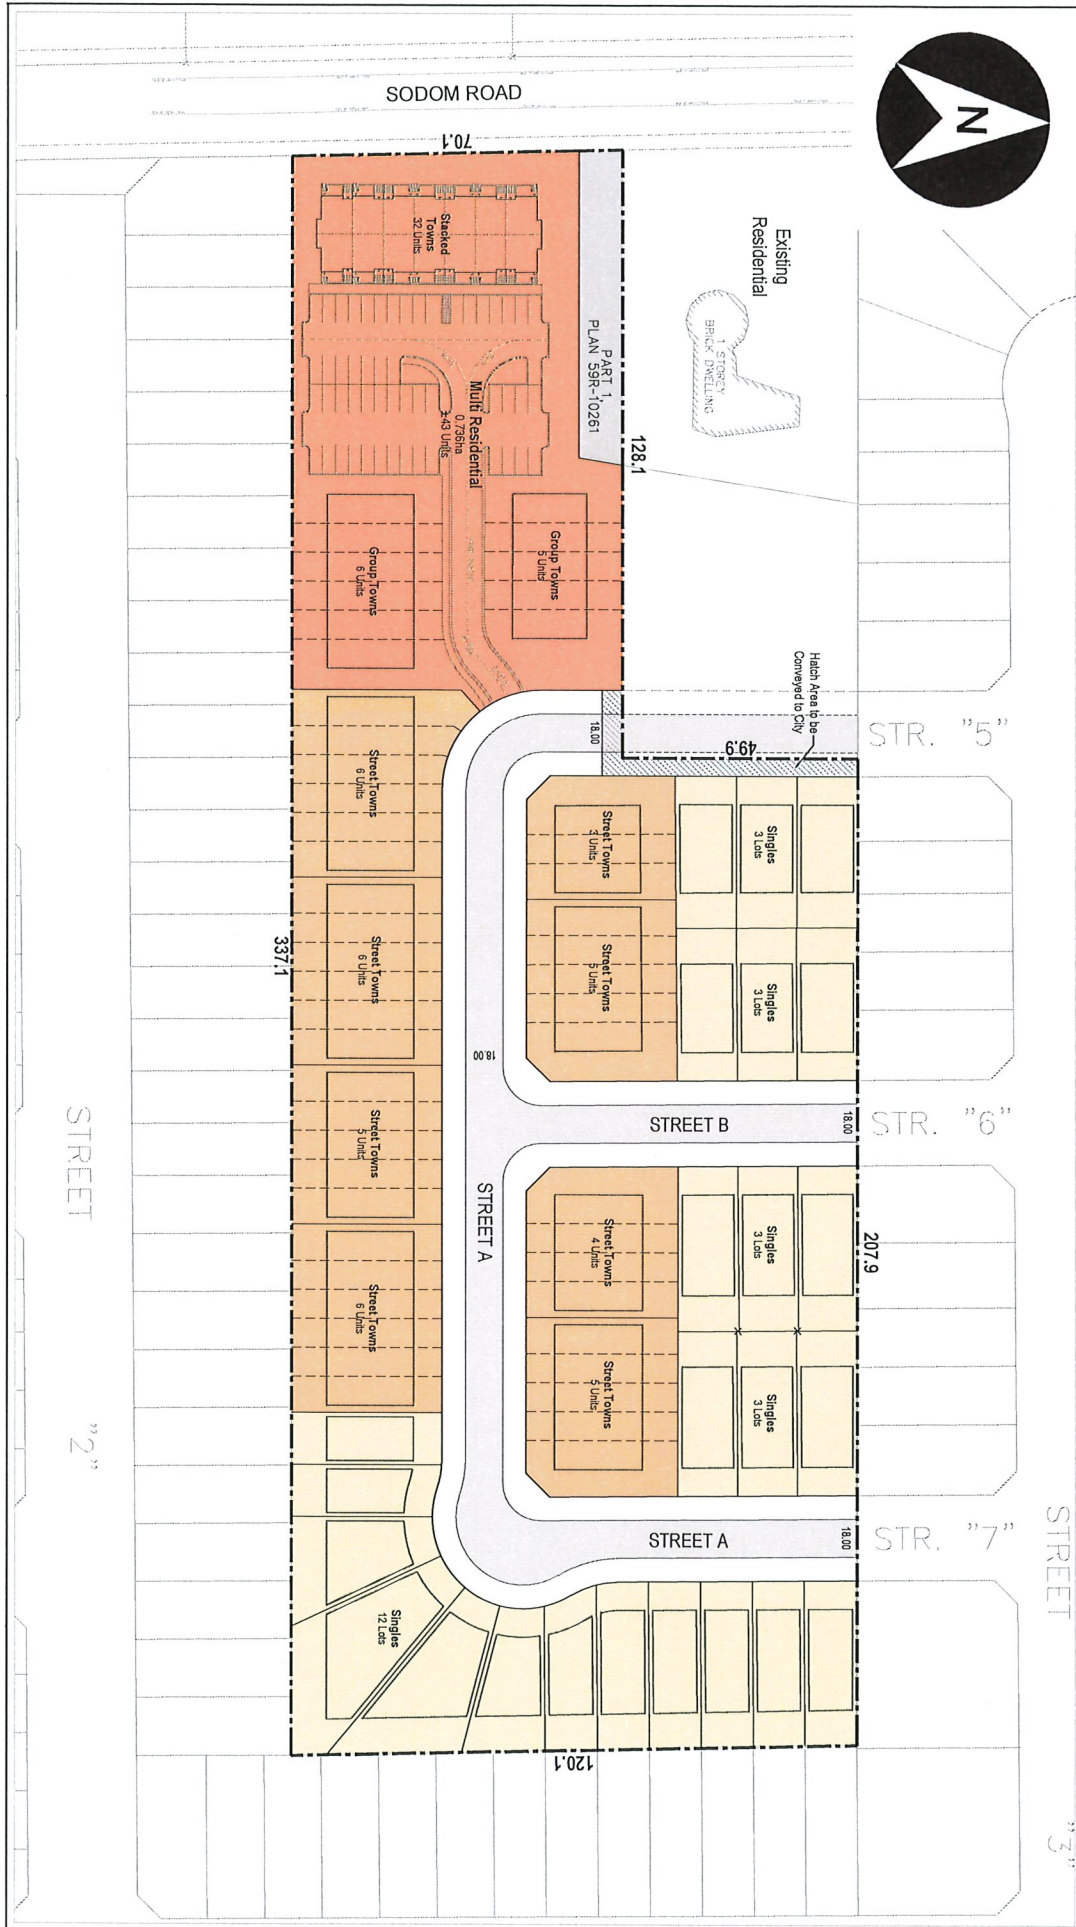 SODOM ROAD
N
70.1
Existing
Residential
1 STOREY
BRICK DWELLING
PART 1,
PLAN 59R-10261
128.1
Stacked
Towns
32 Units
Multi Residential
0.736ha
±43 Units
Group Towns
5 Units
Group Towns
6 Units
Hatch Area to be
Conveyed to City
STR. "5"
49.9
18.00
Street Towns
6 Units
Street Towns
3 Units
Singles
3 Lots
Street Towns
6 Units
Street Towns
5 Units
Singles
3 Lots
337.1
18.00
STREET B
18.00
STR. "6"
Street Towns
5 Units
STREET A
Street Towns
4 Units
Singles
3 Lots
207.9
Street Towns
6 Units
Street Towns
5 Units
Singles
3 Lots
STREET A
18.00
STR. "7"
Singles
12 Lots
120.1
STREET "2"
STREET "3"